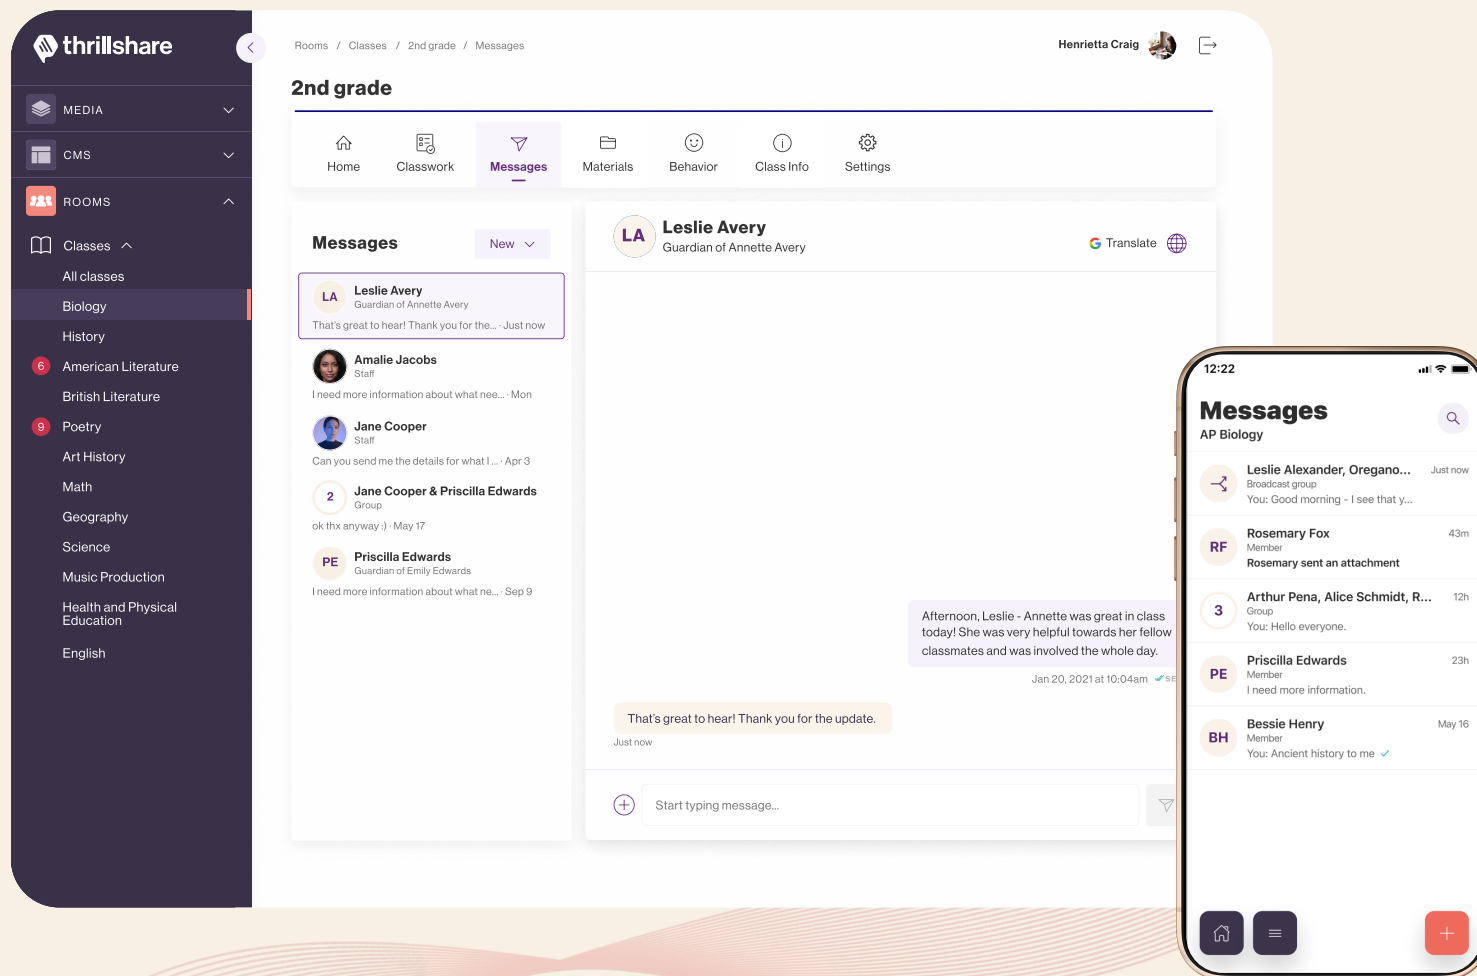 thrillshare
MEDIA
CMS
ROOMS
Classes
All classes
Biology
History
6 American Literature
British Literature
9 Poetry
Art History
Math
Geography
Science
Music Production
Health and Physical
Education
English
Rooms / Classes / 2nd grade / Messages
Henrietta Craig
2nd grade
Home
Classwork
Messages
Materials
Behavior
Class Info
Settings
Messages
New
LA Leslie Avery
Guardian of Annette Avery
That's great to hear! Thank you for the... · Just now
Amalie Jacobs
Staff
I need more information about what nee... · Mon
Jane Cooper
Staff
Can you send me the details for what I ... · Apr 3
2 Jane Cooper & Priscilla Edwards
Group
ok thx anyway :) · May 17
PE Priscilla Edwards
Guardian of Emily Edwards
I need more information about what ne... · Sep 9
LA Leslie Avery
Guardian of Annette Avery
G Translate
Afternoon, Leslie - Annette was great in class
today! She was very helpful towards her fellow
classmates and was involved the whole day.
Jan 20, 2021 at 10:04am SE
That's great to hear! Thank you for the update.
Just now
Start typing message...
12:22
Messages
AP Biology
Leslie Alexander, Oregano... Just now
Broadcast group
You: Good morning - I see that y...
RF Rosemary Fox 43m
Member
Rosemary sent an attachment
3 Arthur Pena, Alice Schmidt, R... 12h
Group
You: Hello everyone.
PE Priscilla Edwards 23h
Member
I need more information.
BH Bessie Henry May 16
Member
You: Ancient history to me